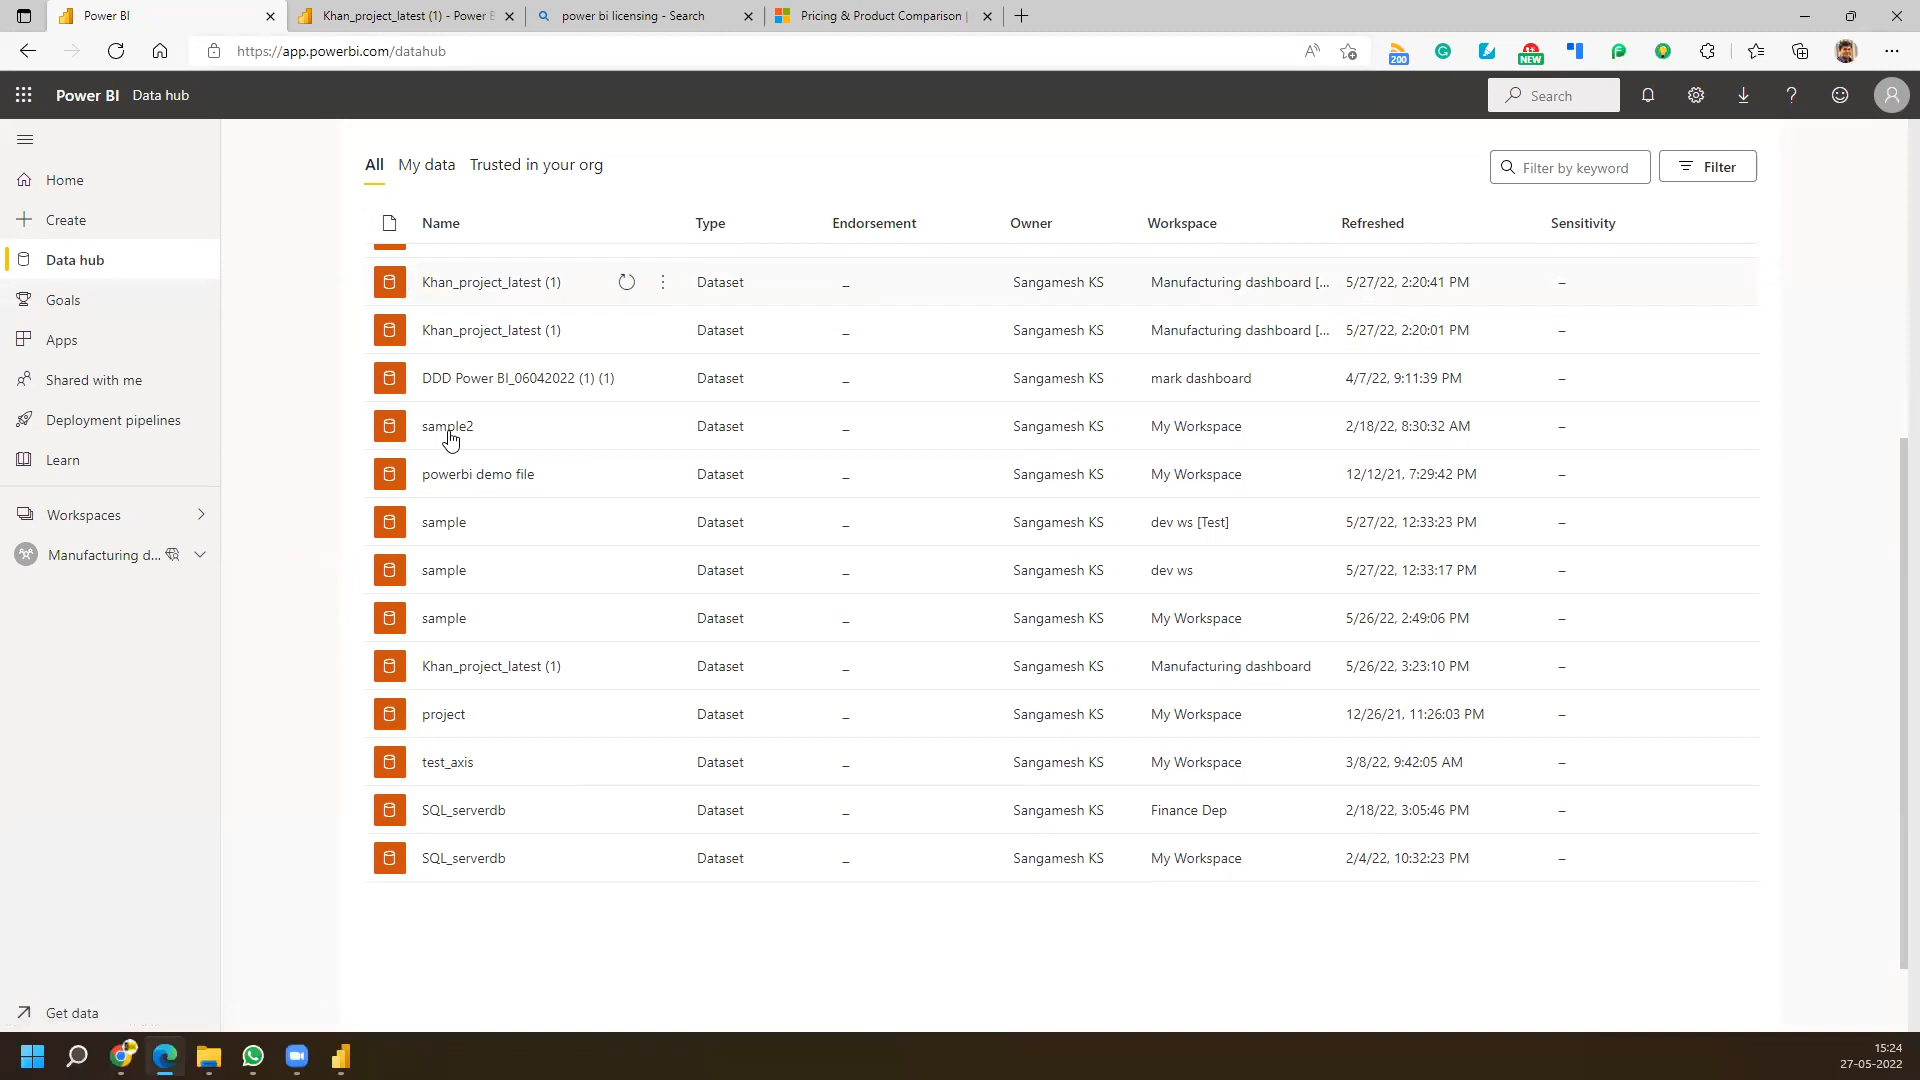 Power BI
Khan_project_latest (1) - Power B
power bi licensing - Search
Pricing & Product Comparison |
https://app.powerbi.com/datahub
200
NEW
Power BI Data hub
Search
Home
Create
Data hub
Goals
Apps
Shared with me
Deployment pipelines
Learn
Workspaces
Manufacturing d...
Get data
All My data Trusted in your org
Filter by keyword
Filter
Name Type Endorsement Owner Workspace Refreshed Sensitivity
Khan_project_latest (1) Dataset – Sangamesh KS Manufacturing dashboard [... 5/27/22, 2:20:41 PM –
Khan_project_latest (1) Dataset – Sangamesh KS Manufacturing dashboard [... 5/27/22, 2:20:01 PM –
DDD Power BI_06042022 (1) (1) Dataset – Sangamesh KS mark dashboard 4/7/22, 9:11:39 PM –
sample2 Dataset – Sangamesh KS My Workspace 2/18/22, 8:30:32 AM –
powerbi demo file Dataset – Sangamesh KS My Workspace 12/12/21, 7:29:42 PM –
sample Dataset – Sangamesh KS dev ws [Test] 5/27/22, 12:33:23 PM –
sample Dataset – Sangamesh KS dev ws 5/27/22, 12:33:17 PM –
sample Dataset – Sangamesh KS My Workspace 5/26/22, 2:49:06 PM –
Khan_project_latest (1) Dataset – Sangamesh KS Manufacturing dashboard 5/26/22, 3:23:10 PM –
project Dataset – Sangamesh KS My Workspace 12/26/21, 11:26:03 PM –
test_axis Dataset – Sangamesh KS My Workspace 3/8/22, 9:42:05 AM –
SQL_serverdb Dataset – Sangamesh KS Finance Dep 2/18/22, 3:05:46 PM –
SQL_serverdb Dataset – Sangamesh KS My Workspace 2/4/22, 10:32:23 PM –
15:24
27-05-2022